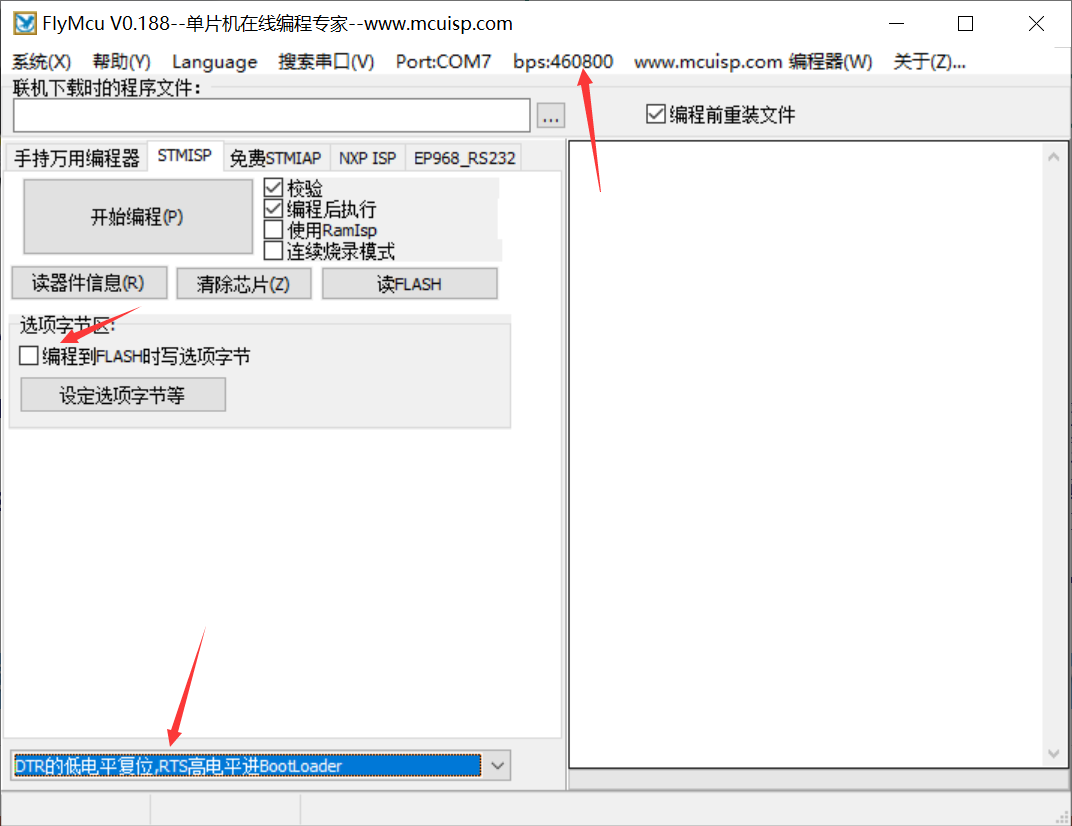 FlyMcu V0.188--单片机在线编程专家--www.mcuisp.com
系统(X) 帮助(Y) Language 搜索串口(V) Port:COM7 bps:460800 www.mcuisp.com 编程器(W) 关于(Z)...
联机下载时的程序文件:
...
编程前重装文件
手持万用编程器 STMISP 免费STMIAP NXP ISP EP968_RS232
开始编程(P)
校验
编程后执行
使用RamIsp
连续烧录模式
读器件信息(R) 清除芯片(Z) 读FLASH
选项字节区:
编程到FLASH时写选项字节
设定选项字节等
DTR的低电平复位,RTS高电平进BootLoader